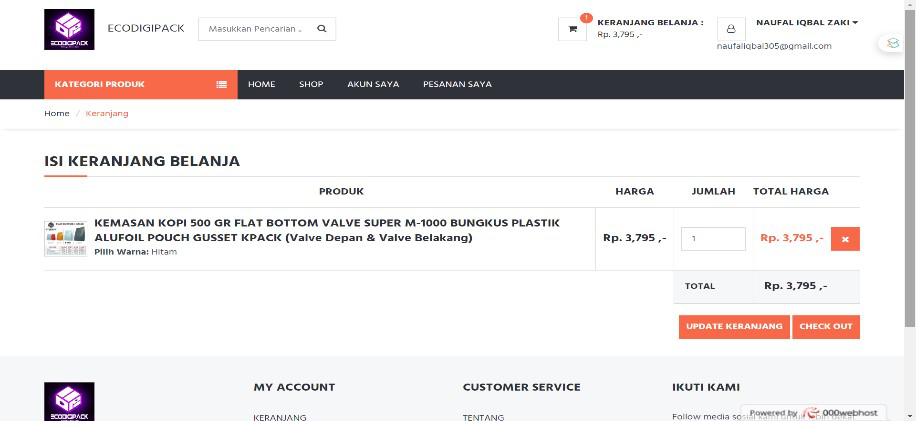 ECODIGIPACK
ECODIGIPACK
Masukkan Pencarian ..
1
KERANJANG BELANJA :
Rp. 3,795 ,-
NAUFAL IQBAL ZAKI
naufaliqbal305@gmail.com
KATEGORI PRODUK
HOME
SHOP
AKUN SAYA
PESANAN SAYA
Home / Keranjang
ISI KERANJANG BELANJA
PRODUK
HARGA
JUMLAH
TOTAL HARGA
KEMASAN KOPI 500 GR FLAT BOTTOM VALVE SUPER M-1000 BUNGKUS PLASTIK
ALUFOIL POUCH GUSSET KPACK (Valve Depan & Valve Belakang)
Pilih Warna: Hitam
Rp. 3,795 ,-
1
Rp. 3,795 ,-
TOTAL
Rp. 3,795 ,-
UPDATE KERANJANG
CHECK OUT
ECODIGIPACK
MY ACCOUNT
CUSTOMER SERVICE
IKUTI KAMI
KERANJANG
TENTANG
Follow media sosial kami untuk
Powered by 000webhost